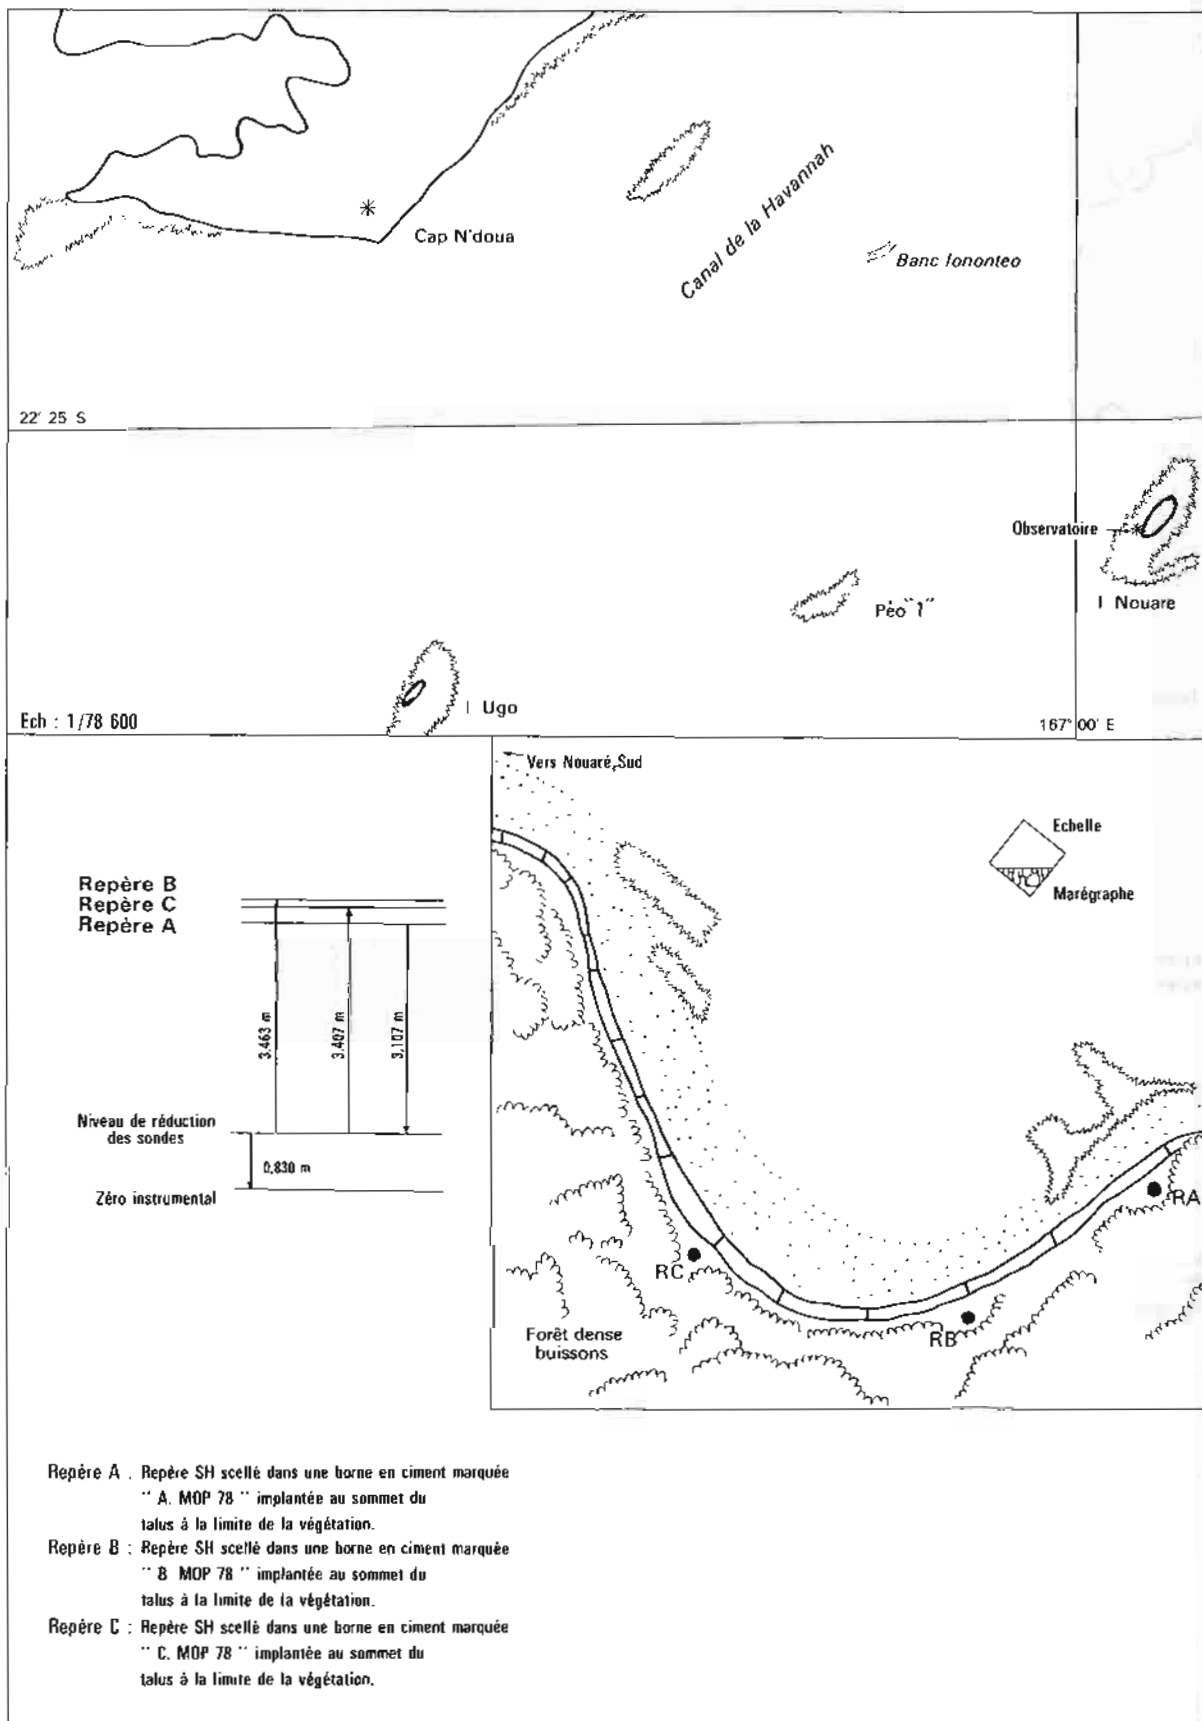 Cap N'doua
Canal de la Havannah
Banc Iononteo
22' 25 S
Observatoire
I Nouare
Péo "1"
I Ugo
Ech : 1/78 600
167° 00' E
Vers Nouaré, Sud
Echelle
Marégraphe
Repère B
Repère C
Repère A
3,463 m
3,407 m
3,107 m
Niveau de réduction
des sondes
0,830 m
Zéro instrumental
RA
RC
RB
Forêt dense
buissons
Repère A . Repère SH scellé dans une borne en ciment marquée
" A. MOP 78 " implantée au sommet du
talus à la limite de la végétation.
Repère B : Repère SH scellé dans une borne en ciment marquée
" B MOP 78 " implantée au sommet du
talus à la limite de la végétation.
Repère C : Repère SH scellé dans une borne en ciment marquée
" C. MOP 78 " implantée au sommet du
talus à la limite de la végétation.